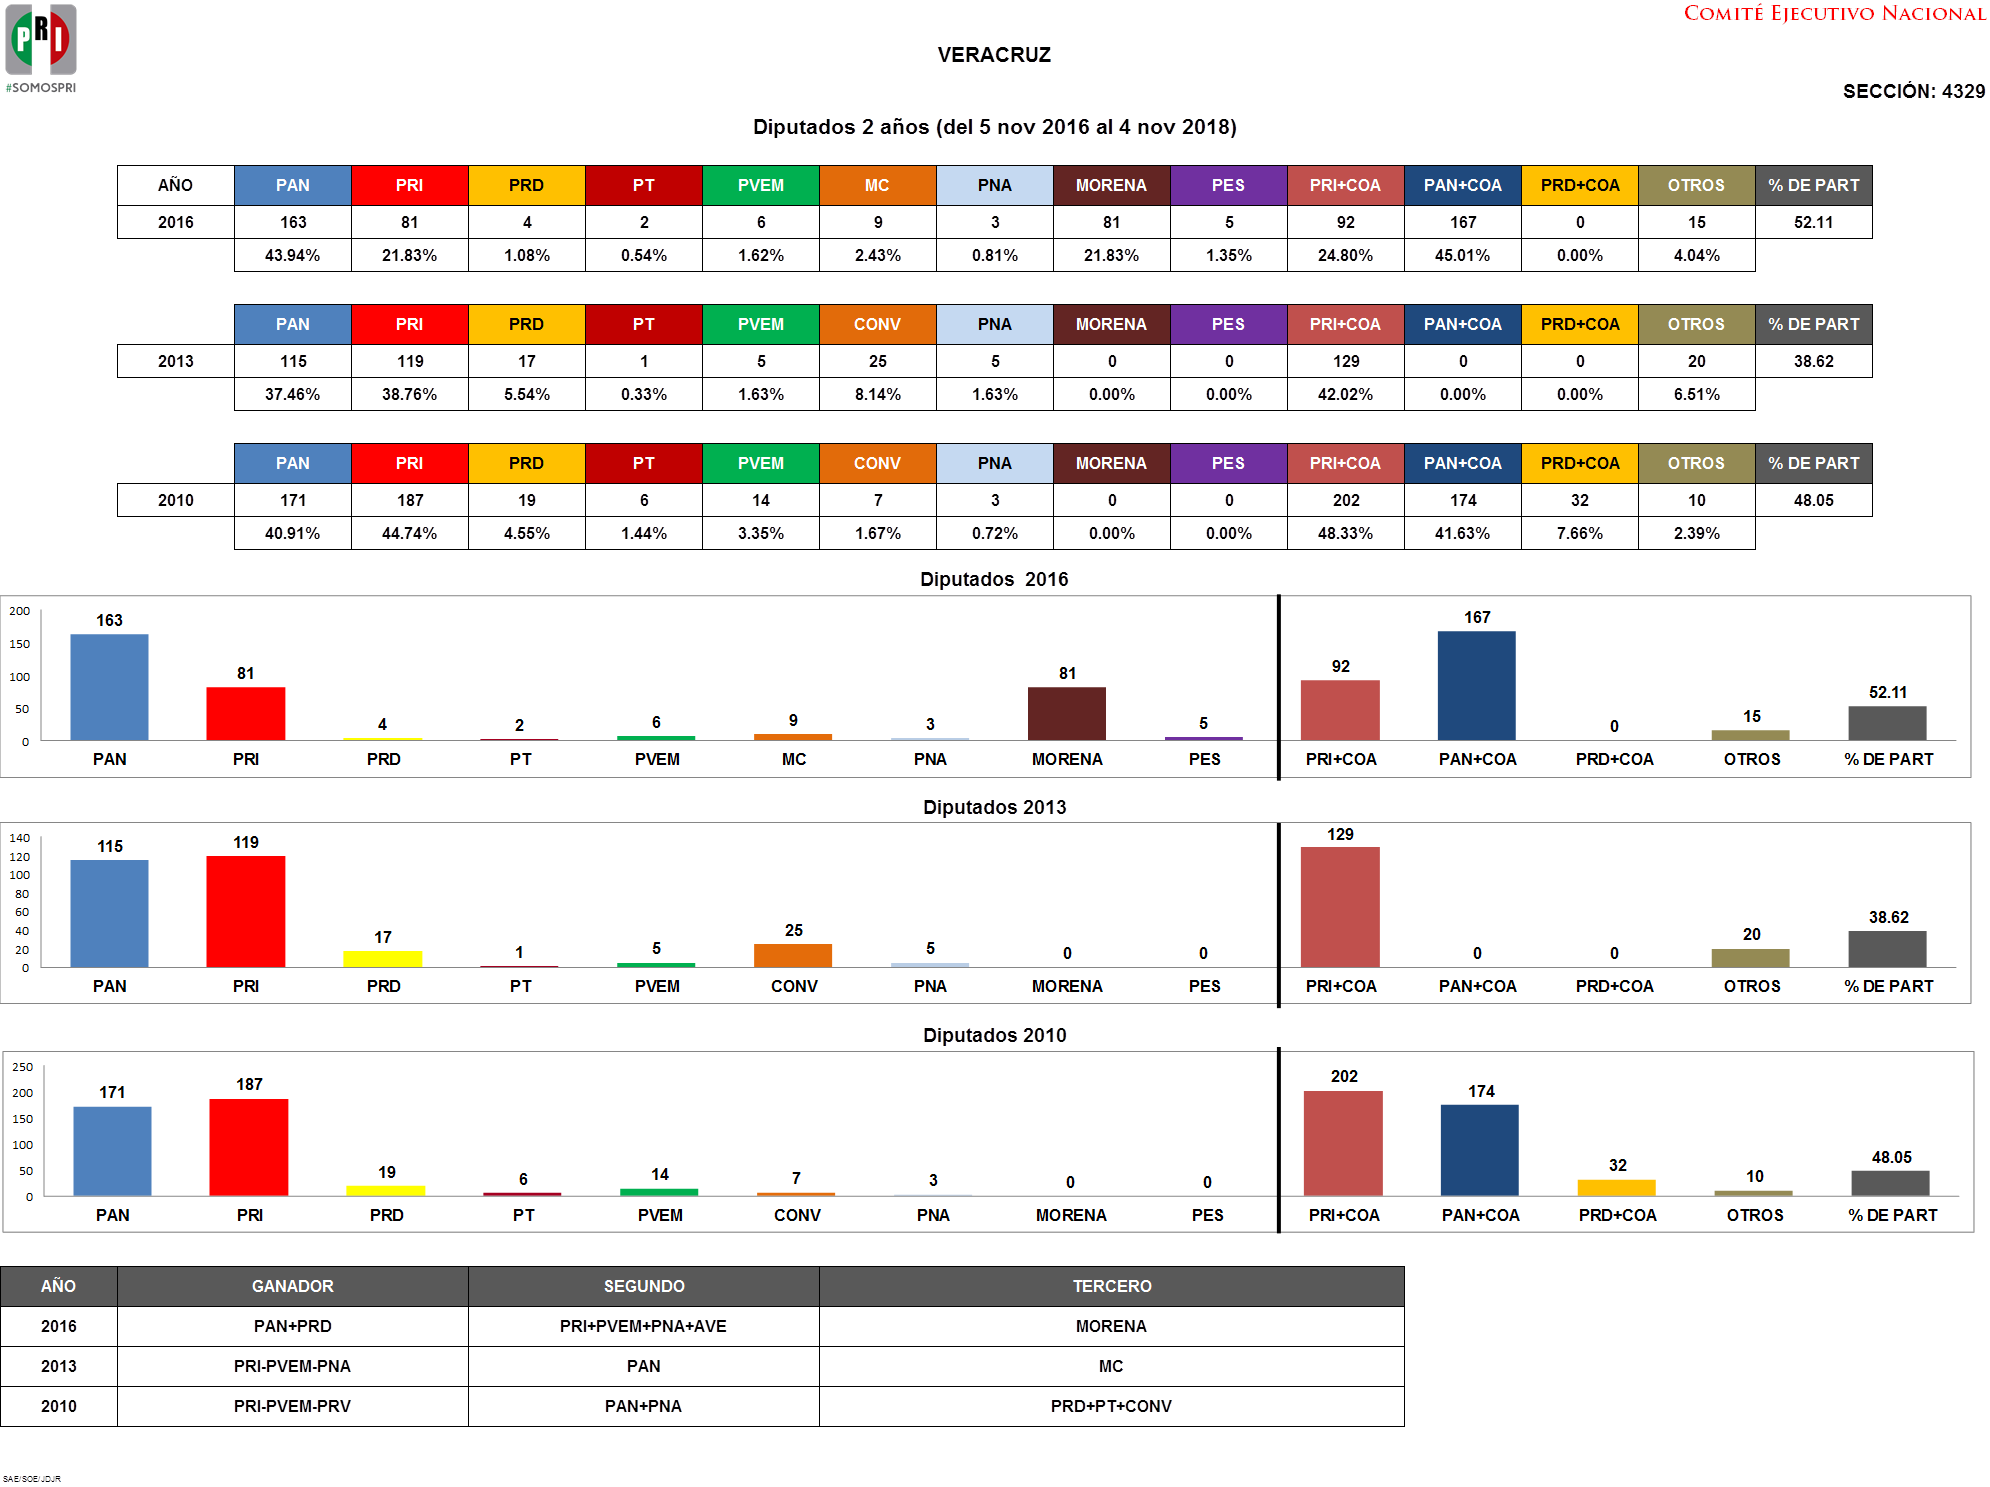 PRI
#SOMOSPRI
COMITÉ EJECUTIVO NACIONAL
VERACRUZ
SECCIÓN: 4329
Diputados 2 años (del 5 nov 2016 al 4 nov 2018)
AÑO PAN PRI PRD PT PVEM MC PNA MORENA PES PRI+COA PAN+COA PRD+COA OTROS % DE PART
2016 163 81 4 2 6 9 3 81 5 92 167 0 15 52.11
43.94% 21.83% 1.08% 0.54% 1.62% 2.43% 0.81% 21.83% 1.35% 24.80% 45.01% 0.00% 4.04%
PAN PRI PRD PT PVEM CONV PNA MORENA PES PRI+COA PAN+COA PRD+COA OTROS % DE PART
2013 115 119 17 1 5 25 5 0 0 129 0 0 20 38.62
37.46% 38.76% 5.54% 0.33% 1.63% 8.14% 1.63% 0.00% 0.00% 42.02% 0.00% 0.00% 6.51%
PAN PRI PRD PT PVEM CONV PNA MORENA PES PRI+COA PAN+COA PRD+COA OTROS % DE PART
2010 171 187 19 6 14 7 3 0 0 202 174 32 10 48.05
40.91% 44.74% 4.55% 1.44% 3.35% 1.67% 0.72% 0.00% 0.00% 48.33% 41.63% 7.66% 2.39%
Diputados 2016
200
150
100
50
0
163 81 4 2 6 9 3 81 5 92 167 0 15 52.11
PAN PRI PRD PT PVEM MC PNA MORENA PES PRI+COA PAN+COA PRD+COA OTROS % DE PART
Diputados 2013
140
120
100
80
60
40
20
0
115 119 17 1 5 25 5 0 0 129 0 0 20 38.62
PAN PRI PRD PT PVEM CONV PNA MORENA PES PRI+COA PAN+COA PRD+COA OTROS % DE PART
Diputados 2010
250
200
150
100
50
0
171 187 19 6 14 7 3 0 0 202 174 32 10 48.05
PAN PRI PRD PT PVEM CONV PNA MORENA PES PRI+COA PAN+COA PRD+COA OTROS % DE PART
AÑO GANADOR SEGUNDO TERCERO
2016 PAN+PRD PRI+PVEM+PNA+AVE MORENA
2013 PRI-PVEM-PNA PAN MC
2010 PRI-PVEM-PRV PAN+PNA PRD+PT+CONV
SAE/SOE/JDJR